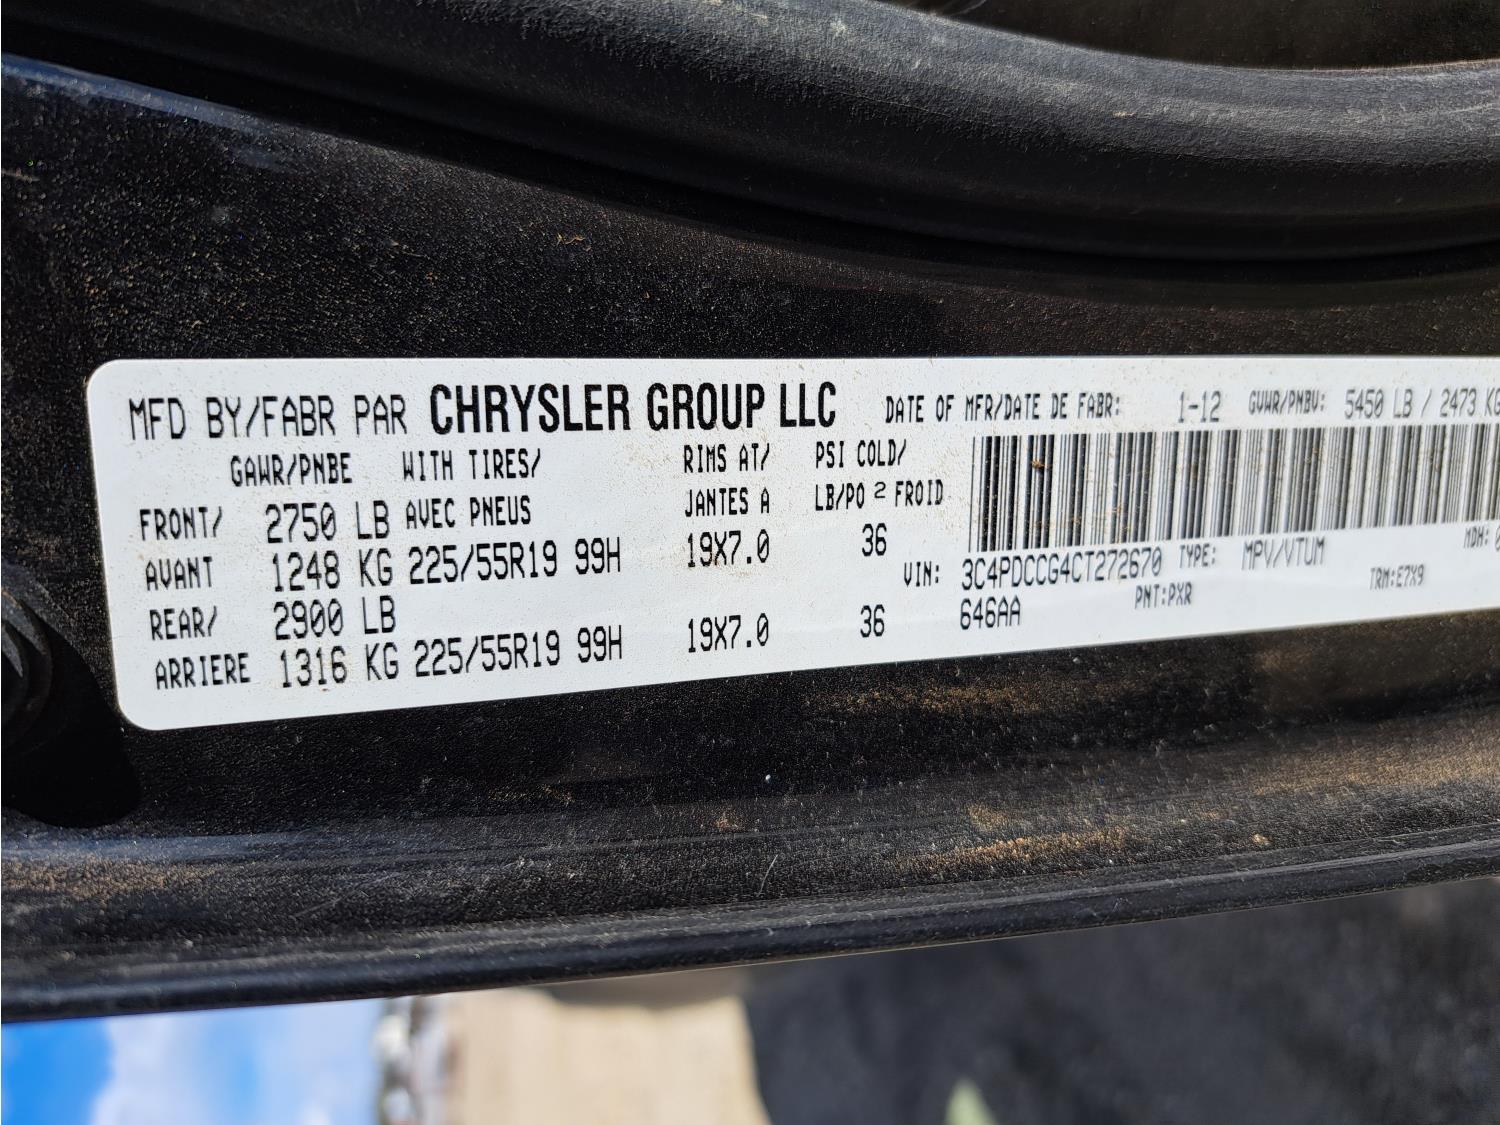 MFD BY/FABR PAR CHRYSLER GROUP LLC DATE OF MFR/DATE DE FABR: 1-12 GVWR/PNBV: 5450 LB / 2473 KG
GAWR/PNBE WITH TIRES/ RIMS AT/ PSI COLD/
FRONT/ 2750 LB AVEC PNEUS JANTES A LB/PO 2 FROID
AVANT 1248 KG 225/55R19 99H 19X7.0 36
VIN: 3C4PDCCG4CT272670 TYPE: MPV/VTUM MDH:
REAR/ 2900 LB
646AA PNT:PXR TRM:E7X9
ARRIERE 1316 KG 225/55R19 99H 19X7.0 36